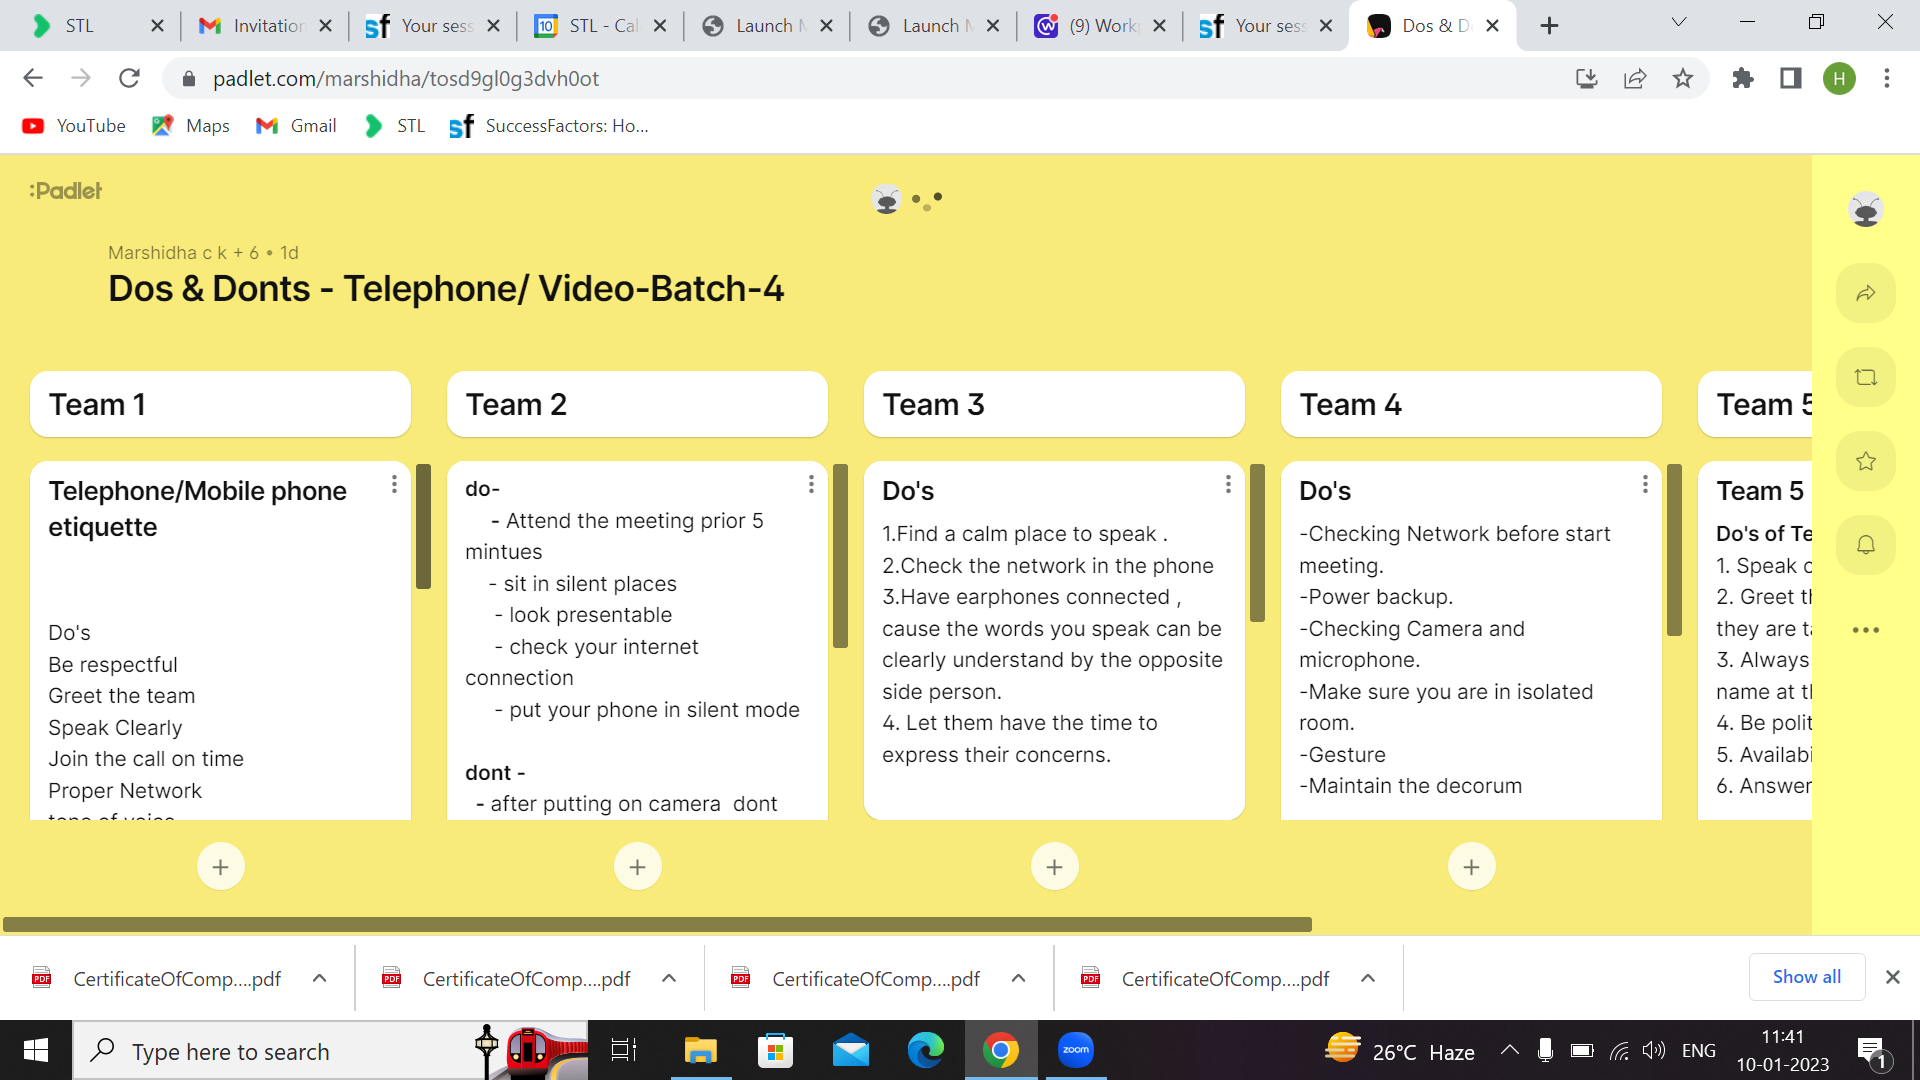 STL
Invitation
Your sess
STL - Cal
Launch M
Launch M
(9) Work
Your sess
Dos & D
padlet.com/marshidha/tosd9gl0g3dvh0ot
H
YouTube
Maps
Gmail
STL
SuccessFactors: Ho...
:Padlet
Marshidha c k + 6 • 1d
Dos & Donts - Telephone/ Video-Batch-4
Team 1
Telephone/Mobile phone
etiquette
Do's
Be respectful
Greet the team
Speak Clearly
Join the call on time
Proper Network
tone of voice
Team 2
do-
- Attend the meeting prior 5
mintues
- sit in silent places
- look presentable
- check your internet
connection
- put your phone in silent mode
dont -
- after putting on camera dont
Team 3
Do's
1.Find a calm place to speak .
2.Check the network in the phone
3.Have earphones connected ,
cause the words you speak can be
clearly understand by the opposite
side person.
4. Let them have the time to
express their concerns.
Team 4
Do's
-Checking Network before start
meeting.
-Power backup.
-Checking Camera and
microphone.
-Make sure you are in isolated
room.
-Gesture
-Maintain the decorum
Team 5
Team 5
Do's of Te
1. Speak c
2. Greet th
they are ta
3. Always
name at th
4. Be polit
5. Availabi
6. Answer
CertificateOfComp....pdf
CertificateOfComp....pdf
CertificateOfComp....pdf
CertificateOfComp....pdf
Show all
Type here to search
zoom
26°C Haze
ENG
11:41
10-01-2023
1